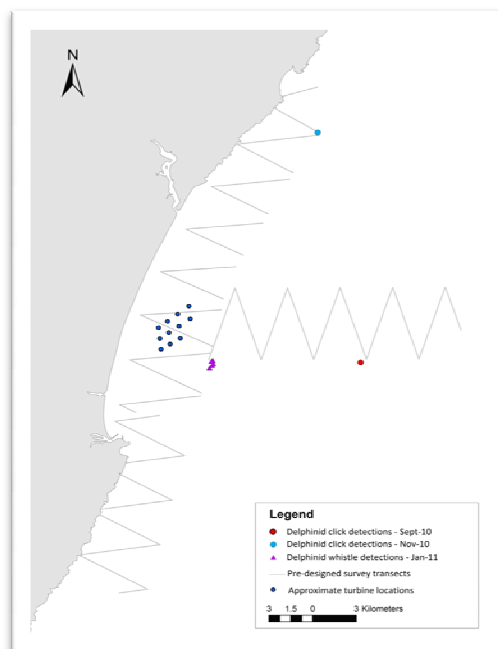 N
Legend
Delphinid click detections - Sept-10
Delphinid click detections - Nov-10
Delphinid whistle detections - Jan-11
Pre-designed survey transects
Approximate turbine locations
3 1.5 0 3 Kilometers